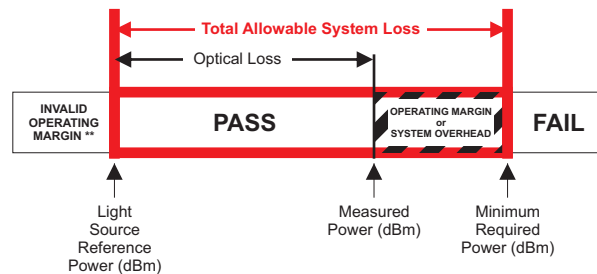 Total Allowable System Loss
Optical Loss
INVALID
OPERATING
MARGIN **
PASS
OPERATING MARGIN
or
SYSTEM OVERHEAD
FAIL
Light
Source
Reference
Power (dBm)
Measured
Power (dBm)
Minimum
Required
Power (dBm)